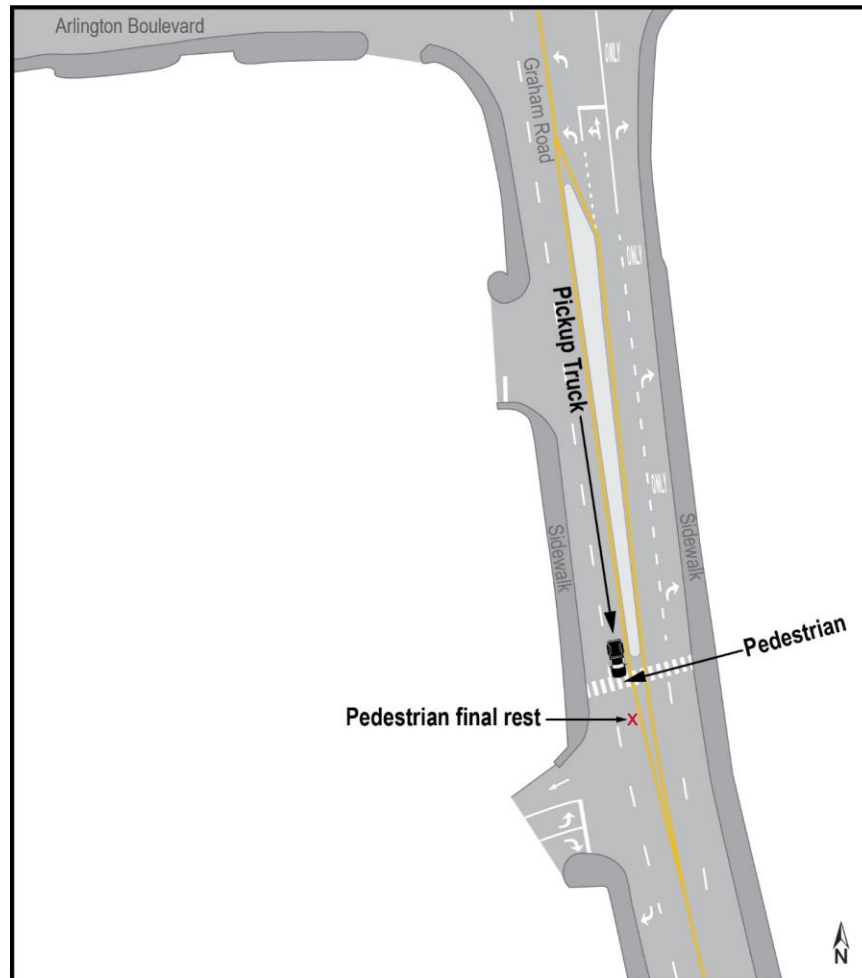 Arlington Boulevard
Graham Road
ONLY
ONLY
Pickup Truck
ONLY
Sidewalk
Sidewalk
Pedestrian
Pedestrian final rest
X
N